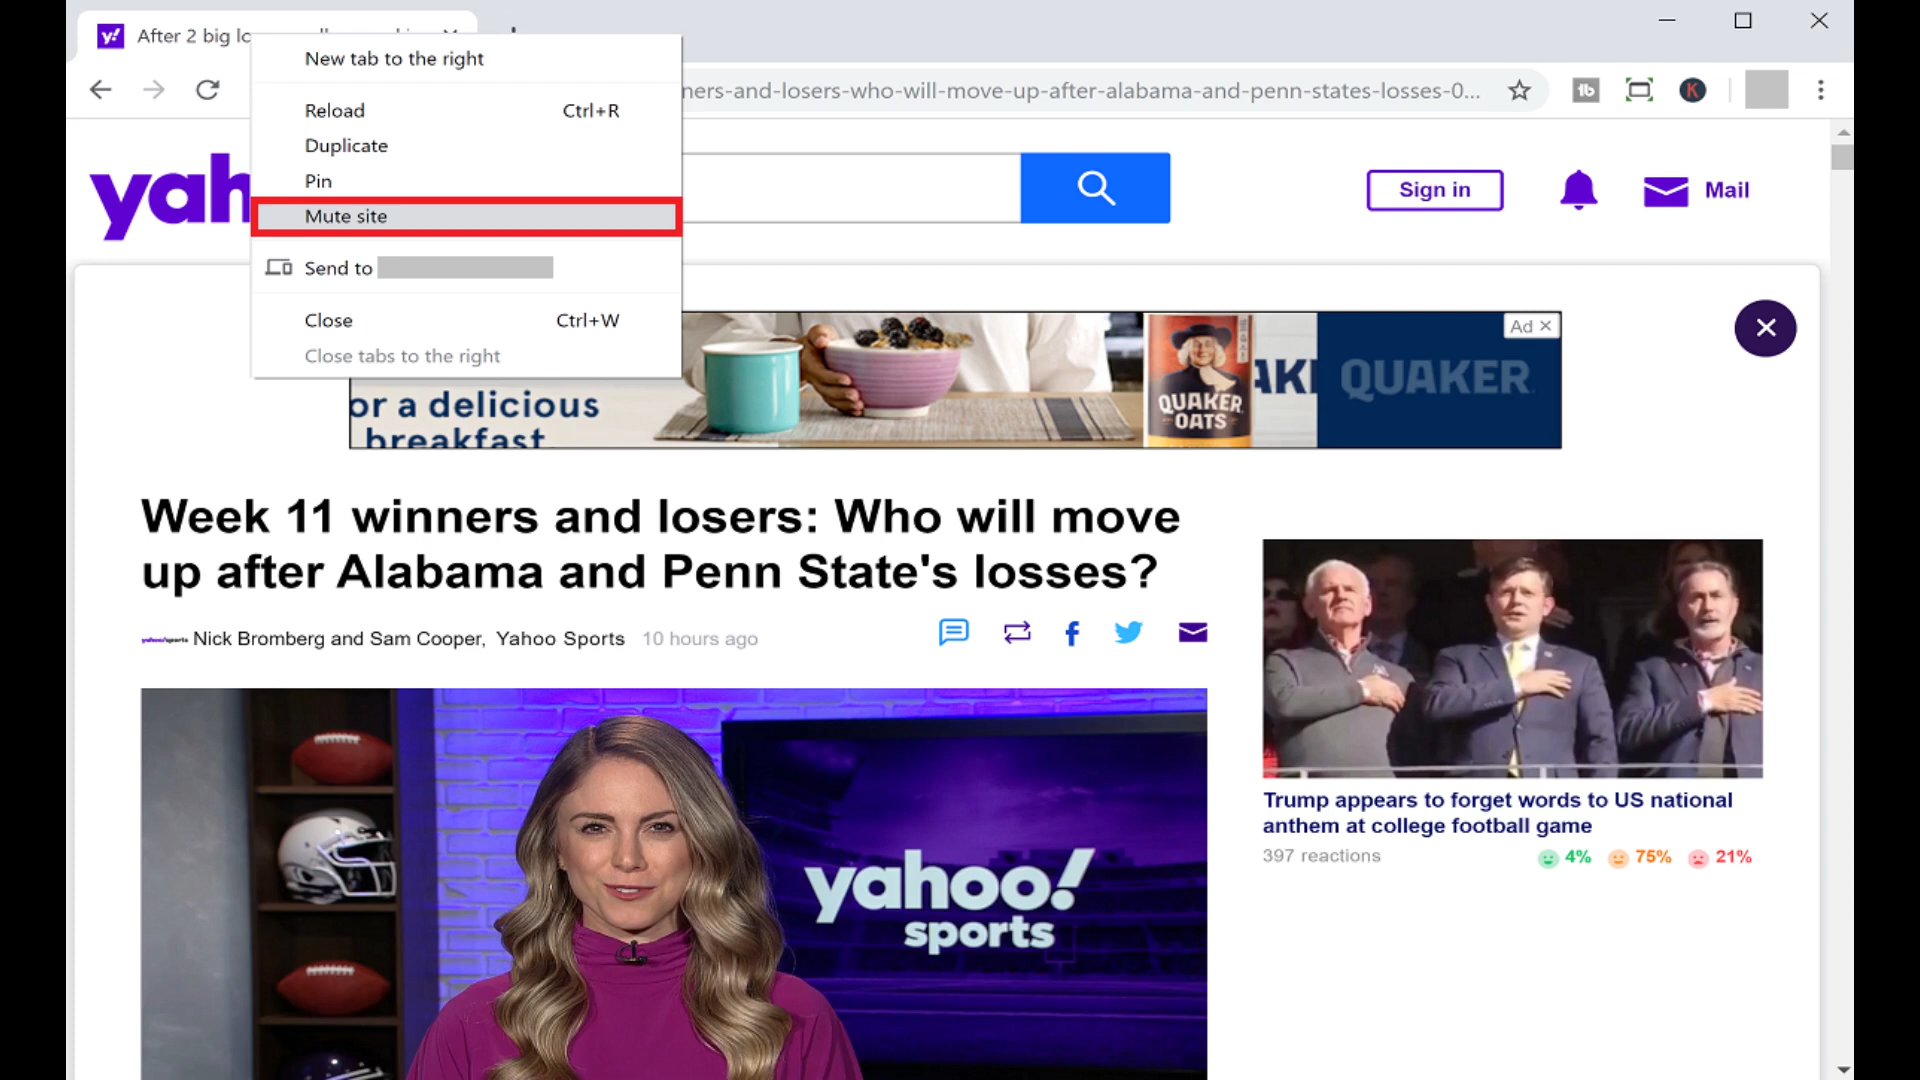 After 2 big lo
New tab to the right
Reload Ctrl+R
Duplicate
Pin
Mute site
Send to
Close Ctrl+W
Close tabs to the right
ners-and-losers-who-will-move-up-after-alabama-and-penn-states-losses-0...
K
yah
Sign in
Mail
or a delicious
breakfast
QUAKER
OATS
AKE
QUAKER
Ad
Week 11 winners and losers: Who will move
up after Alabama and Penn State's losses?
yahoo/sports Nick Bromberg and Sam Cooper, Yahoo Sports 10 hours ago
yahoo!
sports
Trump appears to forget words to US national
anthem at college football game
397 reactions 4% 75% 21%